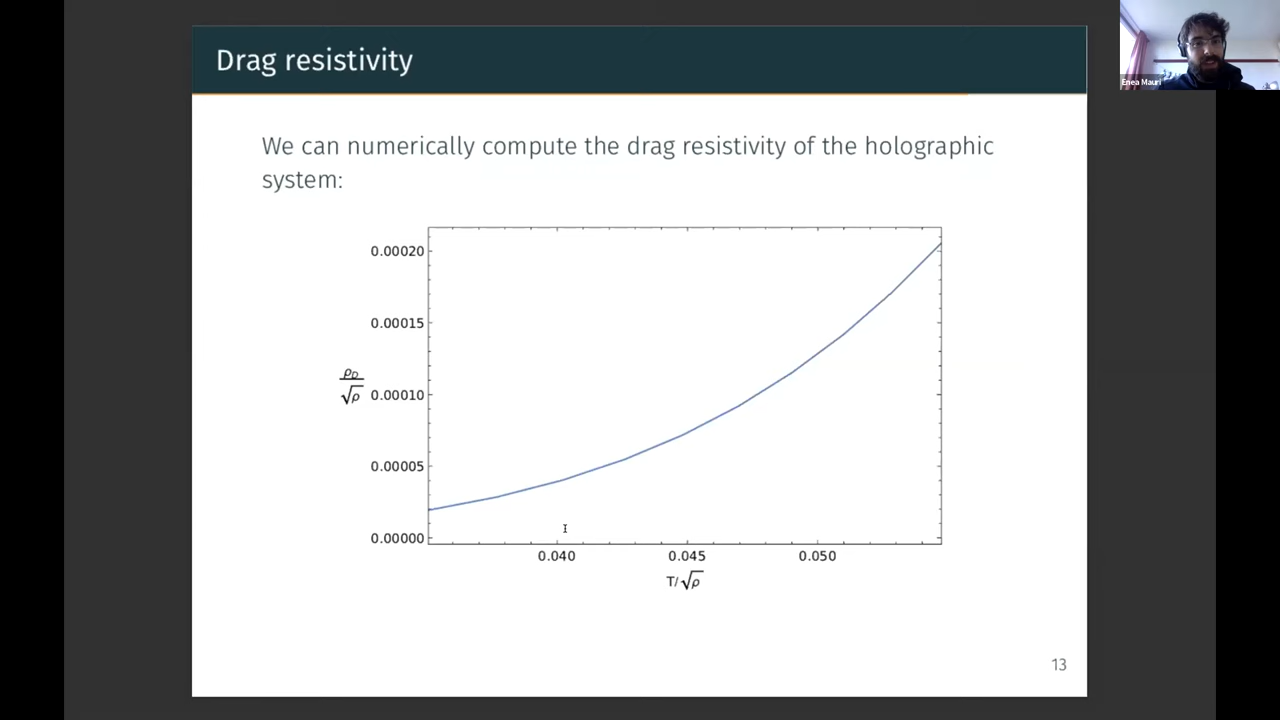 Drag resistivity
Enea Mauri
We can numerically compute the drag resistivity of the holographic
system:
0.00020
0.00015
ρD
√ρ
0.00010
0.00005
0.00000
0.040 0.045 0.050
T/√ρ
13